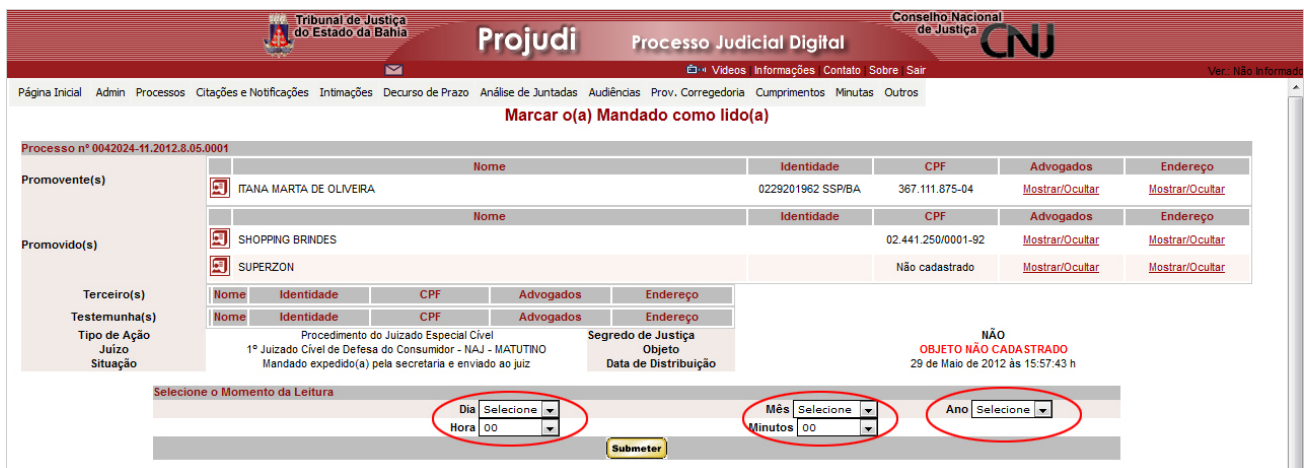 Tribunal de Justiça
do Estado da Bahia
Projudi Processo Judicial Digital
Conselho Nacional
de Justiça CNJ
Videos Informações Contato Sobre Sair Ver.: Não Informado
Página Inicial Admin Processos Citações e Notificações Intimações Decurso de Prazo Análise de Juntadas Audiências Prov. Corregedoria Cumprimentos Minutas Outros
Marcar o(a) Mandado como lido(a)
Processo nº 0042024-11.2012.8.05.0001
Promovente(s)
Nome Identidade CPF Advogados Endereço
ITANA MARTA DE OLIVEIRA 0229201962 SSP/BA 367.111.875-04 Mostrar/Ocultar Mostrar/Ocultar
Promovido(s)
Nome Identidade CPF Advogados Endereço
SHOPPING BRINDES 02.441.250/0001-92 Mostrar/Ocultar Mostrar/Ocultar
SUPERZON Não cadastrado Mostrar/Ocultar Mostrar/Ocultar
Terceiro(s) Nome Identidade CPF Advogados Endereço
Testemunha(s) Nome Identidade CPF Advogados Endereço
Tipo de Ação Procedimento do Juizado Especial Cível Segredo de Justiça NÃO
Juízo 1º Juizado Cível de Defesa do Consumidor - NAJ - MATUTINO Objeto OBJETO NÃO CADASTRADO
Situação Mandado expedido(a) pela secretaria e enviado ao juiz Data de Distribuição 29 de Maio de 2012 às 15:57:43 h
Selecione o Momento da Leitura
Dia Selecione Mês Selecione Ano Selecione
Hora 00 Minutos 00
Submeter